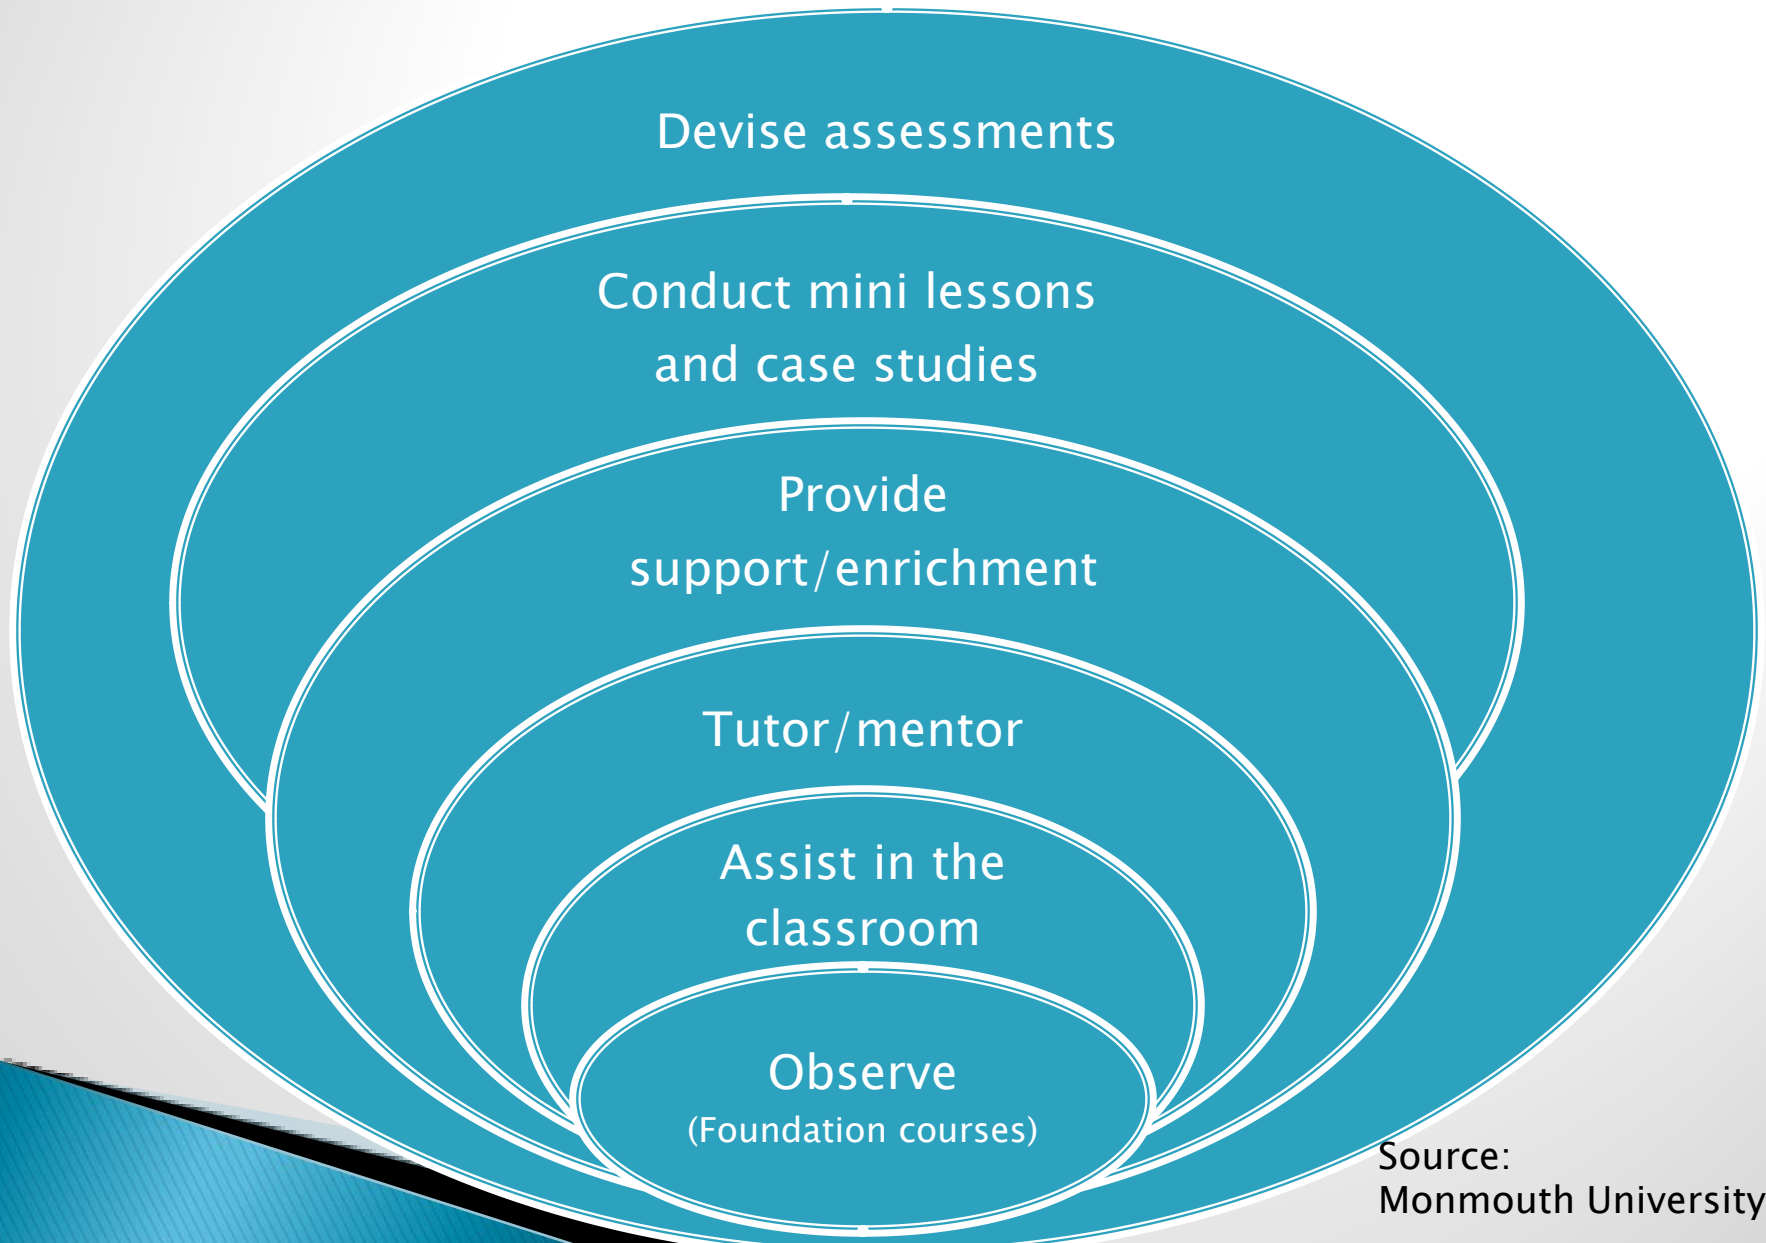 Devise assessments
Conduct mini lessons
and case studies
Provide
support/enrichment
Tutor/mentor
Assist in the
classroom
Observe
(Foundation courses)
Source:
Monmouth University